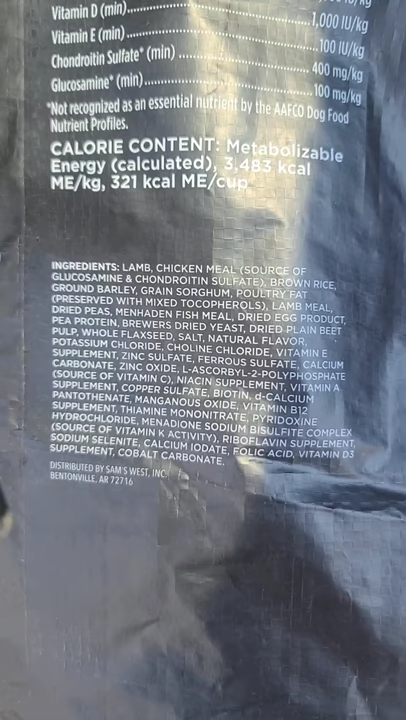 Vitamin D (min)..............................1,000 IU/kg
Vitamin E (min)..............................100 IU/kg
Chondroitin Sulfate* (min) .............................. 400 mg/kg
Glucosamine* (min)..............................100 mg/kg
*Not recognized as an essential nutrient by the AAFCO Dog Food
Nutrient Profiles.
CALORIE CONTENT: Metabolizable
Energy (calculated), 3,483 kcal
ME/kg, 321 kcal ME/cup
INGREDIENTS: LAMB, CHICKEN MEAL (SOURCE OF
GLUCOSAMINE & CHONDROITIN SULFATE), BROWN RICE,
GROUND BARLEY, GRAIN SORGHUM, POULTRY FAT
(PRESERVED WITH MIXED TOCOPHEROLS), LAMB MEAL,
DRIED PEAS, MENHADEN FISH MEAL, DRIED EGG PRODUCT,
PEA PROTEIN, BREWERS DRIED YEAST, DRIED PLAIN BEET
PULP, WHOLE FLAXSEED, SALT, NATURAL FLAVOR,
POTASSIUM CHLORIDE, CHOLINE CHLORIDE, VITAMIN E
SUPPLEMENT, ZINC SULFATE, FERROUS SULFATE, CALCIUM
CARBONATE, ZINC OXIDE, L-ASCORBYL-2-POLYPHOSPHATE
(SOURCE OF VITAMIN C), NIACIN SUPPLEMENT, VITAMIN A
SUPPLEMENT, COPPER SULFATE, BIOTIN, d-CALCIUM
PANTOTHENATE, MANGANOUS OXIDE, VITAMIN B12
SUPPLEMENT, THIAMINE MONONITRATE, PYRIDOXINE
HYDROCHLORIDE, MENADIONE SODIUM BISULFITE COMPLEX
(SOURCE OF VITAMIN K ACTIVITY), RIBOFLAVIN SUPPLEMENT,
SODIUM SELENITE, CALCIUM IODATE, FOLIC ACID, VITAMIN D3
SUPPLEMENT, COBALT CARBONATE.
DISTRIBUTED BY SAM'S WEST, INC.
BENTONVILLE, AR 72716